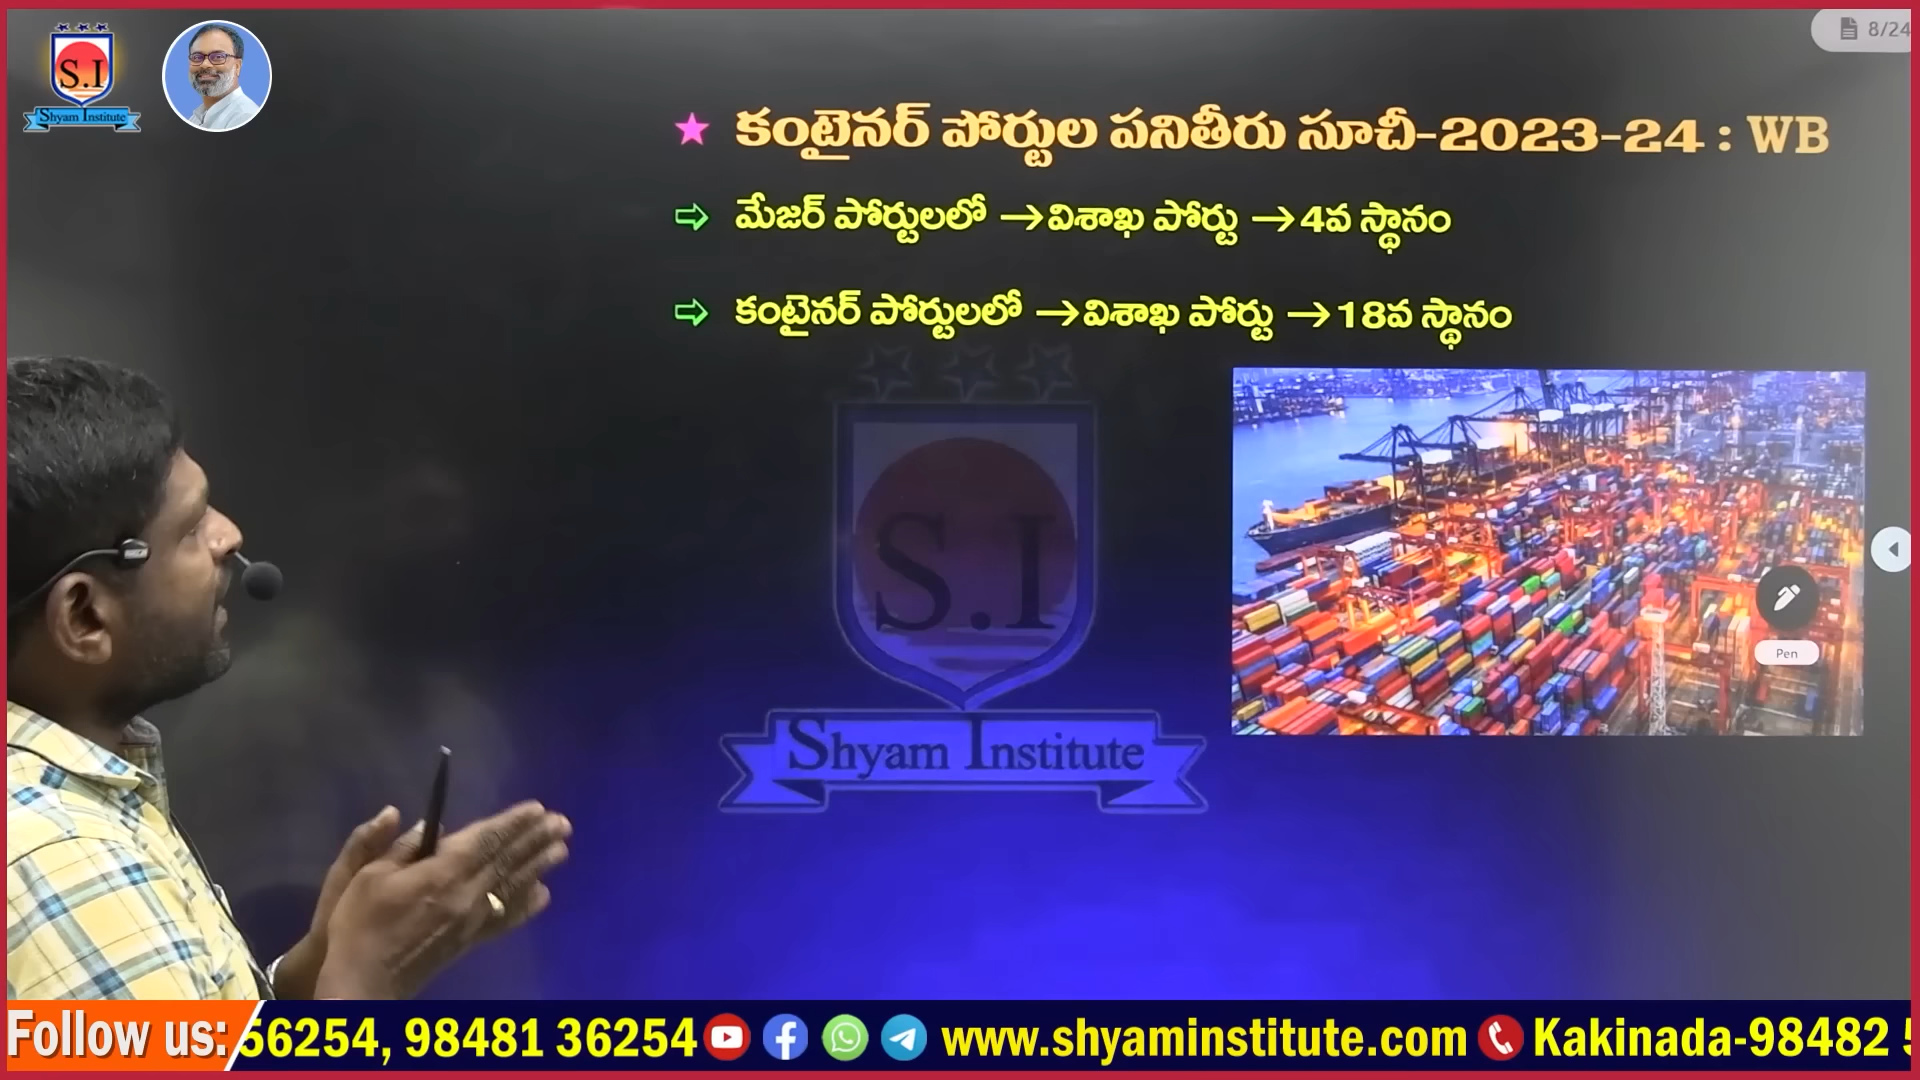 S.I
Shyam Institute
8/24
★ కంటైనర్ పోర్టుల పనితీరు సూచీ-2023-24 : WB
⇨ మేజర్ పోర్టులలో →విశాఖ పోర్టు →4వ స్థానం
⇨ కంటైనర్ పోర్టులలో →విశాఖ పోర్టు →18వ స్థానం
S.I
Shyam Institute
Pen
Follow us: 56254, 98481 36254 www.shyaminstitute.com Kakinada-98482